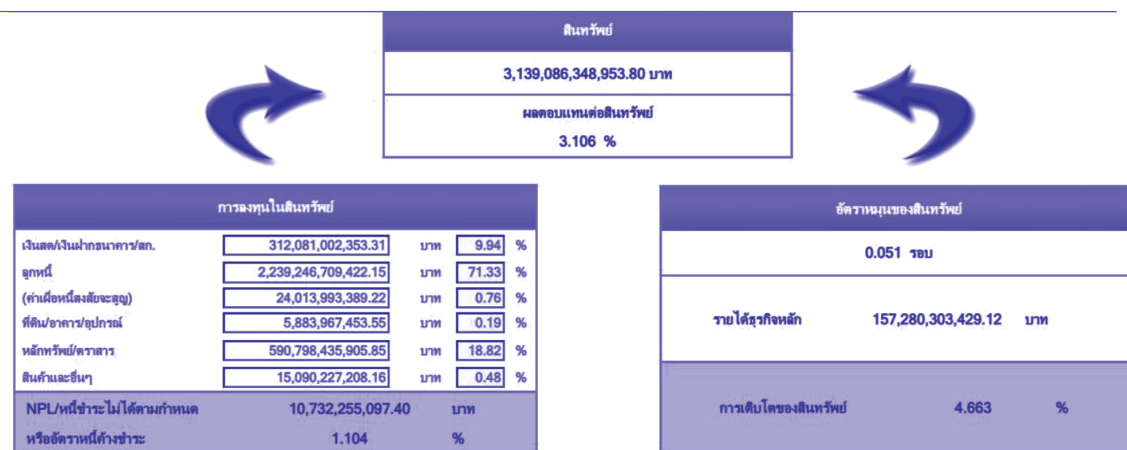 สินทรัพย์
3,139,086,348,953.80 บาท
ผลตอบแทนต่อสินทรัพย์
3.106 %
การลงทุนในสินทรัพย์
เงินสด/เงินฝากธนาคาร/สก. 312,081,002,353.31 บาท 9.94 %
ลูกหนี้ 2,239,246,709,422.15 บาท 71.33 %
(ค่าเผื่อหนี้สงสัยจะสูญ) 24,013,993,389.22 บาท 0.76 %
ที่ดิน/อาคาร/อุปกรณ์ 5,883,967,453.55 บาท 0.19 %
หลักทรัพย์/ตราสาร 590,798,435,905.85 บาท 18.82 %
สินค้าและอื่นๆ 15,090,227,208.16 บาท 0.48 %
NPL/หนี้ชำระไม่ได้ตามกำหนด 10,732,255,097.40 บาท
หรืออัตราหนี้ค้างชำระ 1.104 %
อัตราหมุนของสินทรัพย์
0.051 รอบ
รายได้ธุรกิจหลัก 157,280,303,429.12 บาท
การเติบโตของสินทรัพย์ 4.663 %